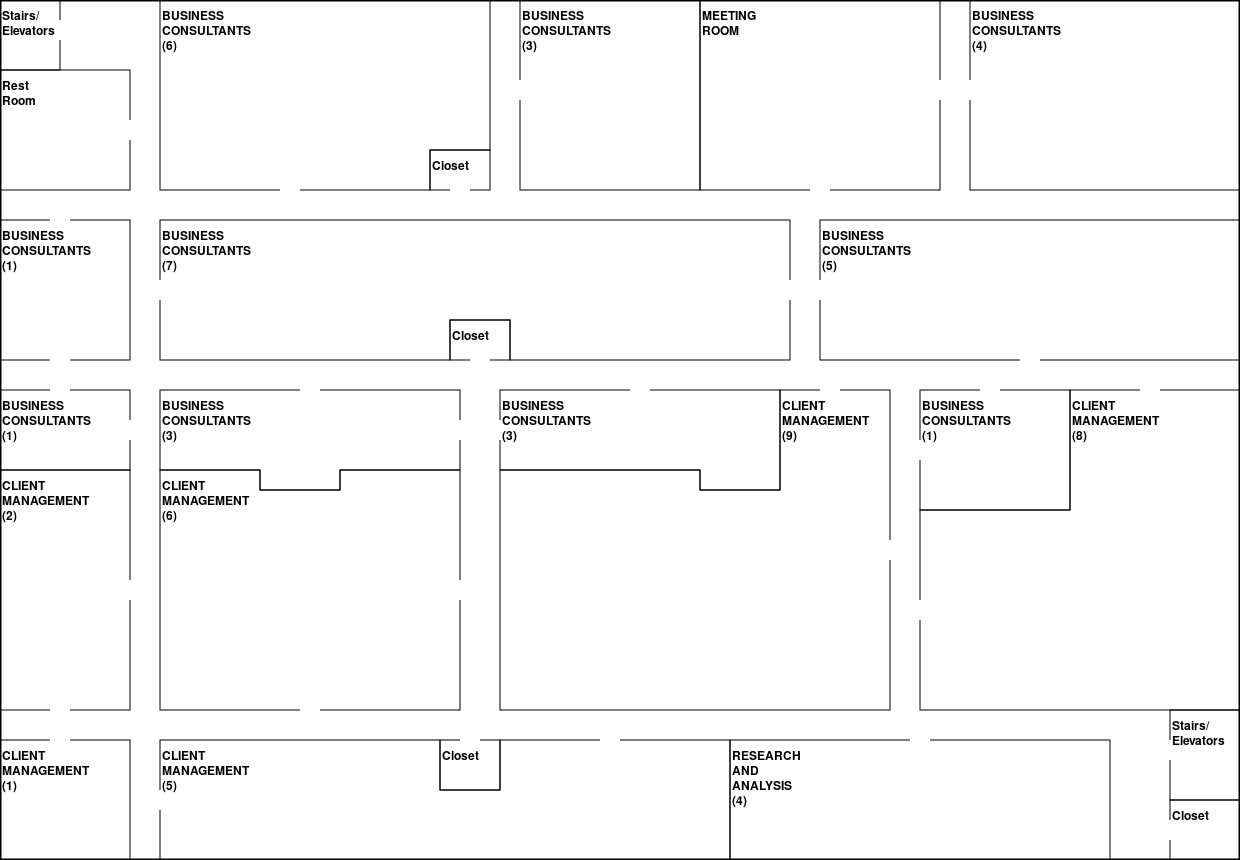 Stairs/
Elevators
BUSINESS
CONSULTANTS
(6)
BUSINESS
CONSULTANTS
(3)
MEETING
ROOM
BUSINESS
CONSULTANTS
(4)
Rest
Room
Closet
BUSINESS
CONSULTANTS
(1)
BUSINESS
CONSULTANTS
(7)
BUSINESS
CONSULTANTS
(5)
Closet
BUSINESS
CONSULTANTS
(1)
BUSINESS
CONSULTANTS
(3)
BUSINESS
CONSULTANTS
(3)
CLIENT
MANAGEMENT
(9)
BUSINESS
CONSULTANTS
(1)
CLIENT
MANAGEMENT
(8)
CLIENT
MANAGEMENT
(2)
CLIENT
MANAGEMENT
(6)
Stairs/
Elevators
CLIENT
MANAGEMENT
(1)
CLIENT
MANAGEMENT
(5)
Closet
RESEARCH
AND
ANALYSIS
(4)
Closet